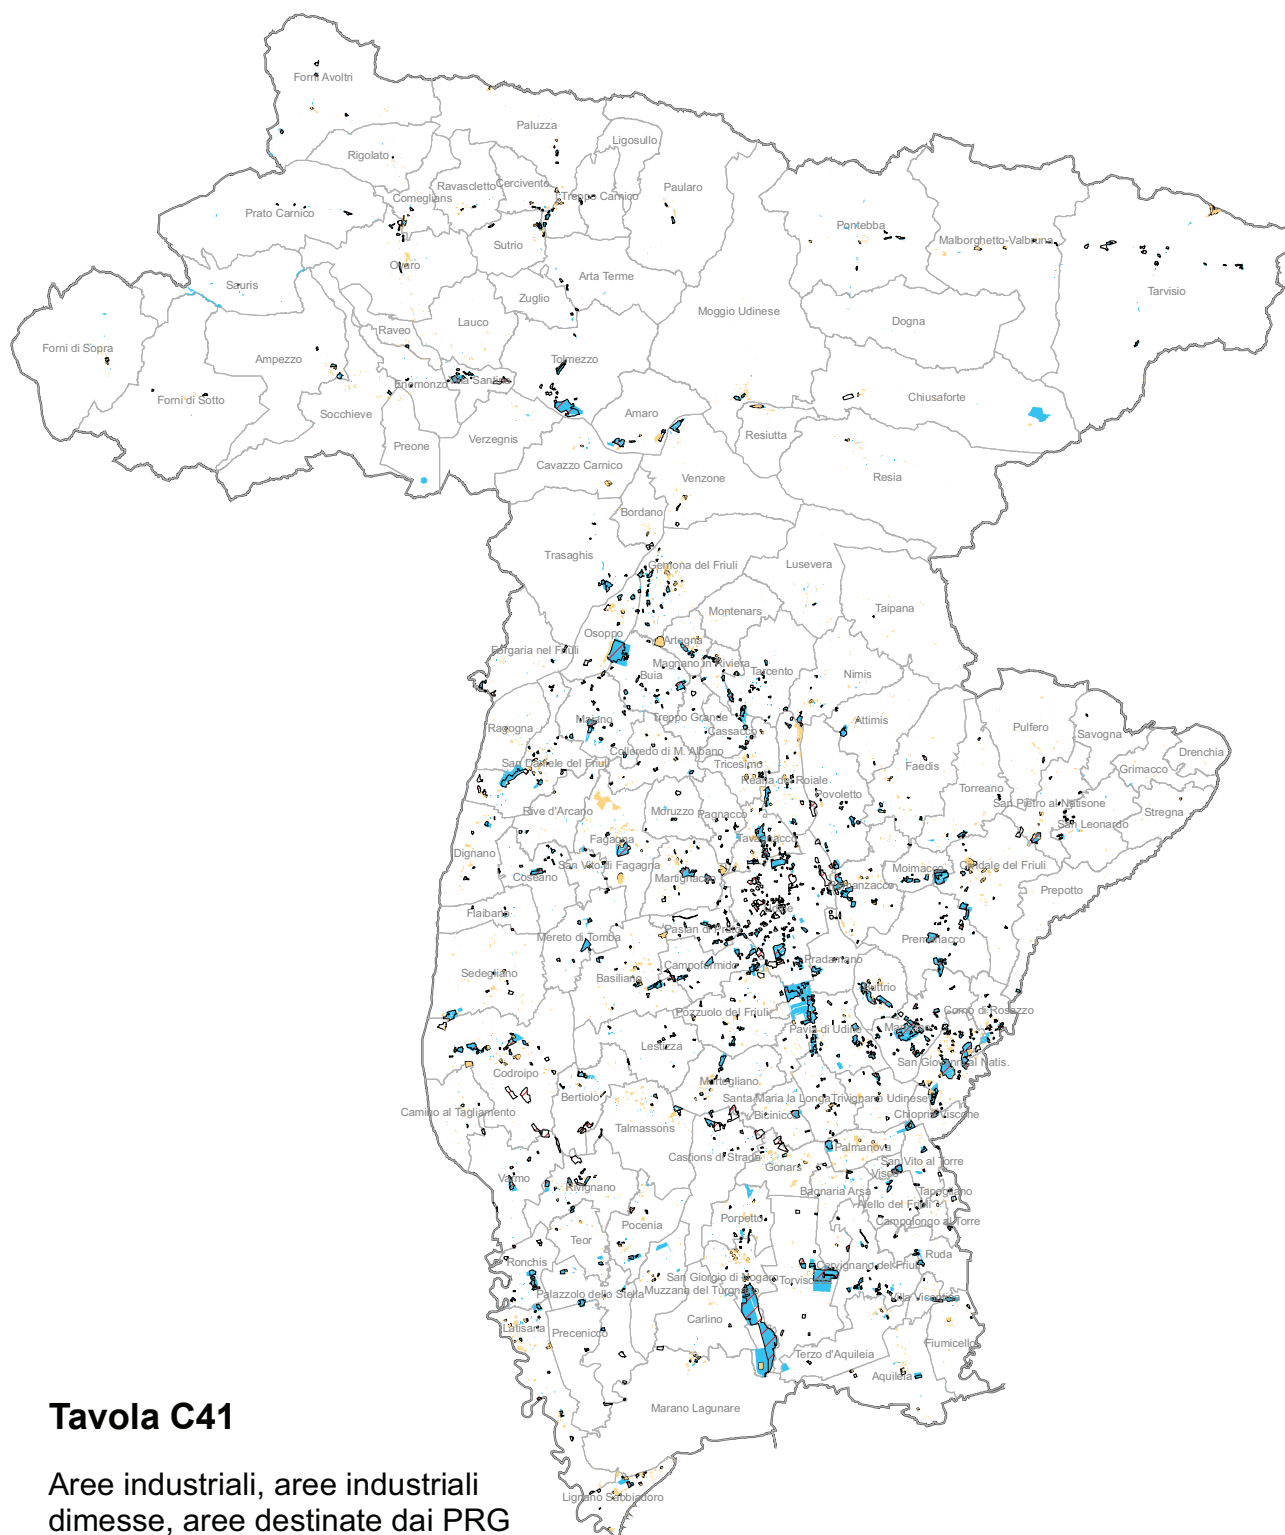 Forni Avoltri
Paluzza
Ligosullo
Rigolato
Paularo
Ravascletto
Cercivento
Treppo Carnico
Comeglians
Prato Carnico
Pontebba
Malborghetto-Valbruna
Sutrio
Ovaro
Arta Terme
Sauris
Tarvisio
Zuglio
Moggio Udinese
Lauco
Dogna
Raveo
Forni di Sopra
Ampezzo
Tolmezzo
Enemonzo
Villa Santina
Forni di Sotto
Chiusaforte
Socchieve
Amaro
Preone
Verzegnis
Resiutta
Cavazzo Carnico
Venzone
Resia
Bordano
Trasaghis
Gemona del Friuli
Lusevera
Montenars
Taipana
Osoppo
Artegna
Forgaria nel Friuli
Magnano in Riviera
Buia
Tarcento
Nimis
Ragogna
Majano
Treppo Grande
Attimis
Pulfero
Cassacco
Savogna
Colloredo di M. Albano
Drenchia
San Daniele del Friuli
Tricesimo
Faedis
Grimacco
Reana del Roiale
Povoletto
Torreano
San Pietro al Natisone
Rive d'Arcano
Moruzzo
Pagnacco
Stregna
San Leonardo
Fagagna
Tavagnacco
Dignano
San Vito di Fagagna
Moimacco
Cividale del Friuli
Coseano
Martignacco
Remanzacco
Prepotto
Flaibano
Udine
Mereto di Tomba
Pasian di Prato
Premariacco
Sedegliano
Basiliano
Campoformido
Pradamano
Buttrio
Pozzuolo del Friuli
Corno di Rosazzo
Pavia di Udine
Manzano
Lestizza
San Giovanni al Natis.
Codroipo
Mortegliano
Bertiolo
Santa Maria la Longa
Trivignano Udinese
Camino al Tagliamento
Bicinicco
Chiopris Viscone
Talmassons
Palmanova
Castions di Strada
San Vito al Torre
Gonars
Visco
Varmo
Rivignano
Bagnaria Arsa
Tapogliano
Aiello del Friuli
Porpetto
Campolongo al Torre
Pocenia
Teor
Ruda
Ronchis
Cervignano del Friuli
San Giorgio di Nogaro
Torviscosa
Palazzolo dello Stella
Muzzana del Turgnano
Villa Vicentina
Carlino
Latisana
Precenicco
Fiumicello
Terzo d'Aquileia
Aquileia
Marano Lagunare
Tavola C41
Aree industriali, aree industriali
dimesse, aree destinate dai PRG
Lignano Sabbiadoro